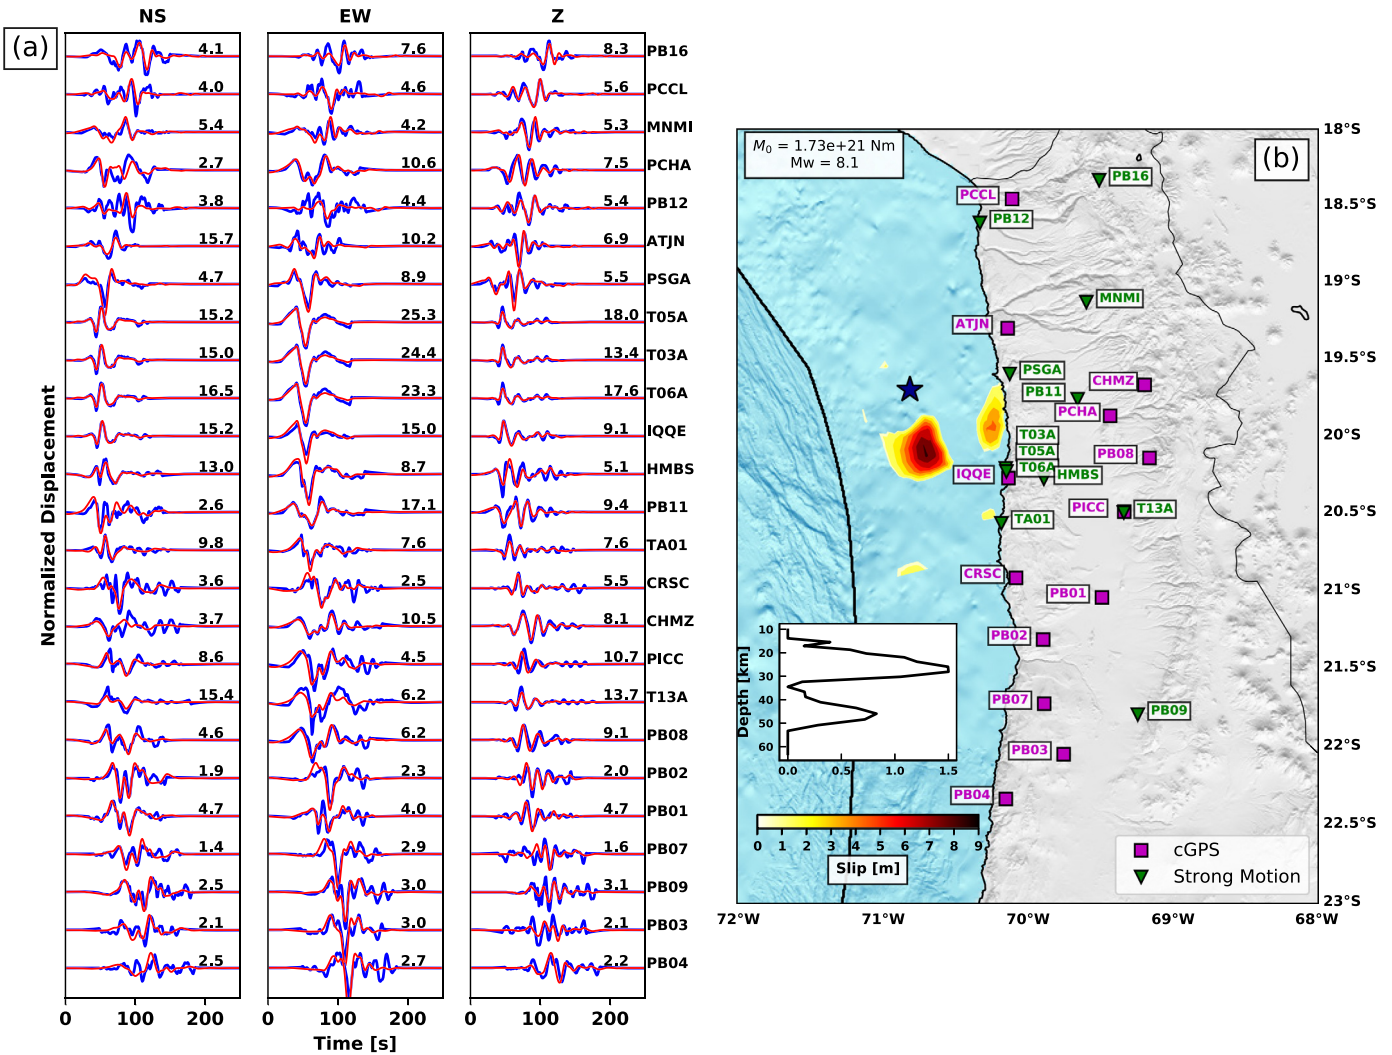 (a)
NS EW Z
4.1 7.6 8.3 PB16
4.0 4.6 5.6 PCCL
5.4 4.2 5.3 MNMI
2.7 10.6 7.5 PCHA
3.8 4.4 5.4 PB12
15.7 10.2 6.9 ATJN
4.7 8.9 5.5 PSGA
15.2 25.3 18.0 T05A
15.0 24.4 13.4 T03A
16.5 23.3 17.6 T06A
15.2 15.0 9.1 IQQE
13.0 8.7 5.1 HMBS
2.6 17.1 9.4 PB11
9.8 7.6 7.6 TA01
3.6 2.5 5.5 CRSC
3.7 10.5 8.1 CHMZ
8.6 4.5 10.7 PICC
15.4 6.2 13.7 T13A
4.6 6.2 9.1 PB08
1.9 2.3 2.0 PB02
4.7 4.0 4.7 PB01
1.4 2.9 1.6 PB07
2.5 3.0 3.1 PB09
2.1 3.0 2.1 PB03
2.5 2.7 2.2 PB04
Normalized Displacement
0 100 200 0 100 200 0 100 200
Time [s]
(b)
M₀ = 1.73e+21 Nm
Mw = 8.1
PB16
PCCL
PB12
MNMI
ATJN
PSGA
CHMZ
PB11
PCHA
T03A
T05A
PB08
T06A
IQQE
HMBS
PICC
T13A
TA01
CRSC
PB01
PB02
PB07
PB09
PB03
PB04
18°S
18.5°S
19°S
19.5°S
20°S
20.5°S
21°S
21.5°S
22°S
22.5°S
23°S
72°W 71°W 70°W 69°W 68°W
Depth [km]
10
20
30
40
50
60
0.0 0.5 1.0 1.5
0 1 2 3 4 5 6 7 8 9
Slip [m]
cGPS
Strong Motion